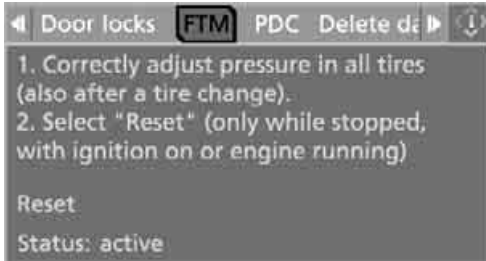 Door locks FTM PDC Delete da
1. Correctly adjust pressure in all tires
(also after a tire change).
2. Select "Reset" (only while stopped,
with ignition on or engine running)
Reset
Status: active